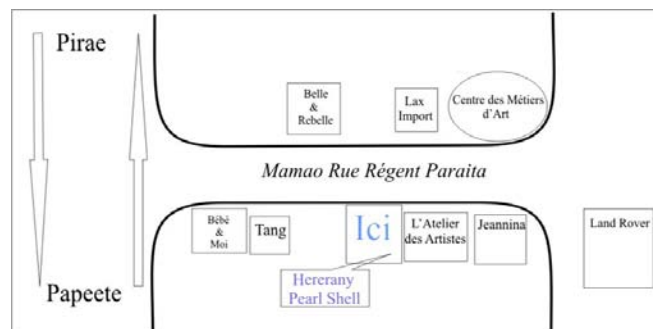 Pirae
Belle
&
Rebelle
Lax
Import
Centre des Métiers
d'Art
Mamao Rue Régent Paraita
Bébé
&
Moi
Tang
Ici
L'Atelier
des Artistes
Jeannina
Land Rover
Hererany
Pearl Shell
Papeete